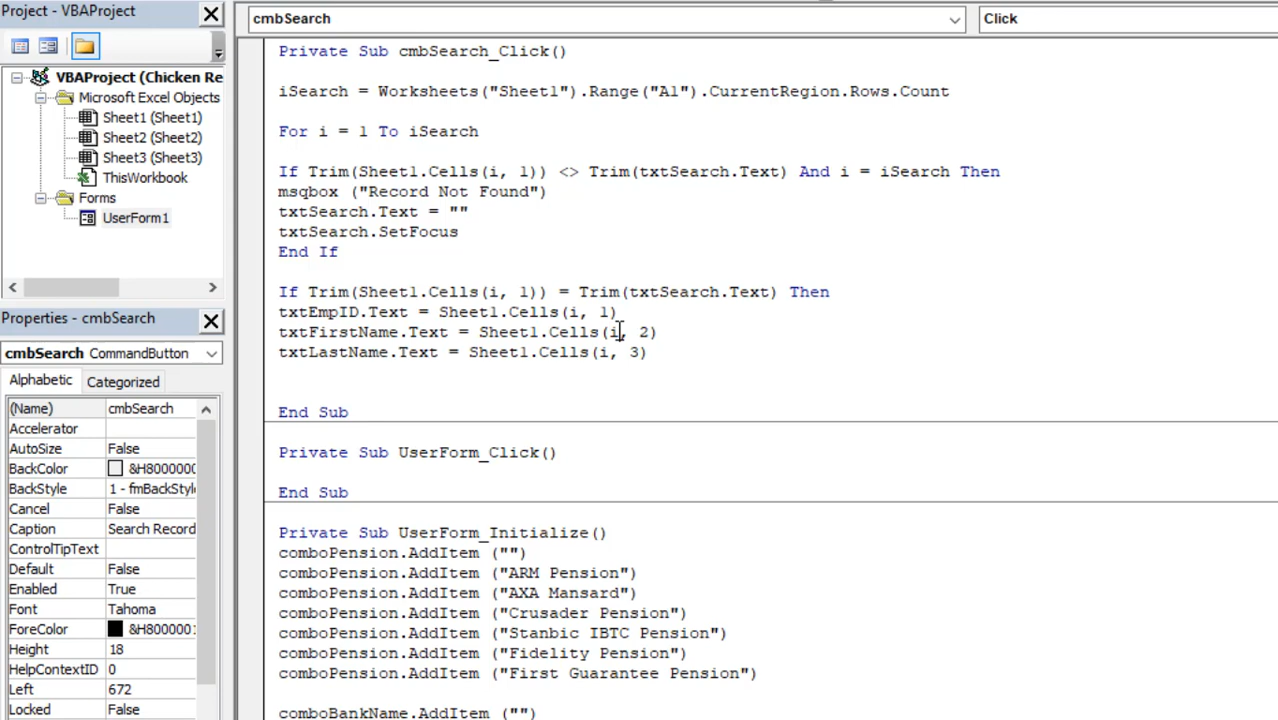 Project - VBAProject
VBAProject (Chicken Re
Microsoft Excel Objects
Sheet1 (Sheet1)
Sheet2 (Sheet2)
Sheet3 (Sheet3)
ThisWorkbook
Forms
UserForm1
Properties - cmbSearch
cmbSearch CommandButton
Alphabetic Categorized
(Name) cmbSearch
Accelerator
AutoSize False
BackColor &H8000000
BackStyle 1 - fmBackStyl
Cancel False
Caption Search Record
ControlTipText
Default False
Enabled True
Font Tahoma
ForeColor &H8000001
Height 18
HelpContextID 0
Left 672
Locked False
cmbSearch Click
Private Sub cmbSearch_Click()
iSearch = Worksheets("Sheet1").Range("A1").CurrentRegion.Rows.Count
For i = 1 To iSearch
If Trim(Sheet1.Cells(i, 1)) <> Trim(txtSearch.Text) And i = iSearch Then
msqbox ("Record Not Found")
txtSearch.Text = ""
txtSearch.SetFocus
End If
If Trim(Sheet1.Cells(i, 1)) = Trim(txtSearch.Text) Then
txtEmpID.Text = Sheet1.Cells(i, 1)
txtFirstName.Text = Sheet1.Cells(i, 2)
txtLastName.Text = Sheet1.Cells(i, 3)
End Sub
Private Sub UserForm_Click()
End Sub
Private Sub UserForm_Initialize()
comboPension.AddItem ("")
comboPension.AddItem ("ARM Pension")
comboPension.AddItem ("AXA Mansard")
comboPension.AddItem ("Crusader Pension")
comboPension.AddItem ("Stanbic IBTC Pension")
comboPension.AddItem ("Fidelity Pension")
comboPension.AddItem ("First Guarantee Pension")
comboBankName.AddItem ("")